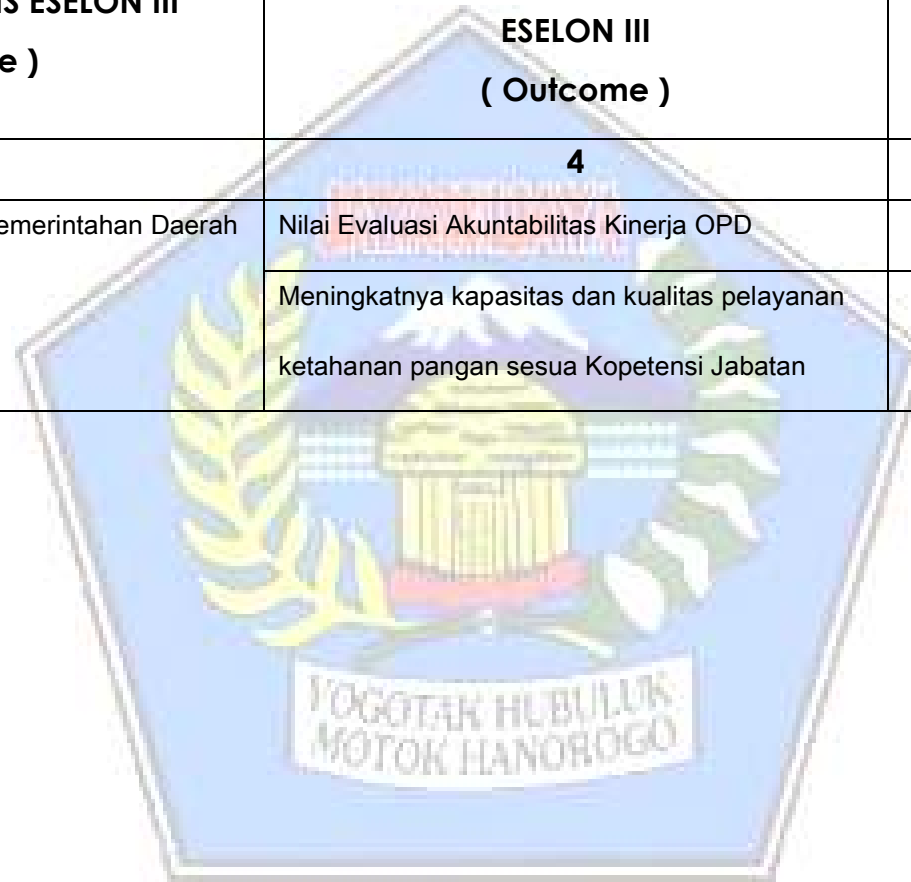 IS ESELON III
e )
ESELON III
( Outcome )
4
emerintahan Daerah
Nilai Evaluasi Akuntabilitas Kinerja OPD
Meningkatnya kapasitas dan kualitas pelayanan
ketahanan pangan sesua Kopetensi Jabatan
YOGOTAK HUBULUK
MOTOK HANOROGO